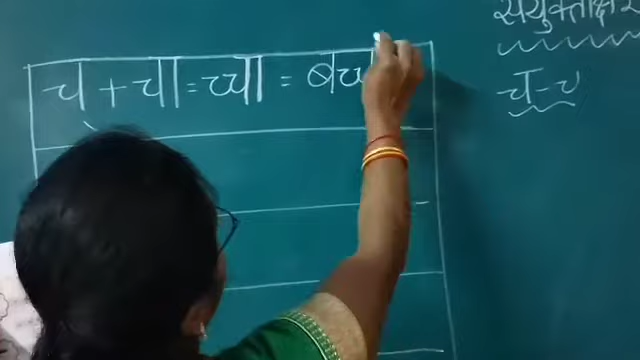 संयुक्ताक्षर
च - च्‍
च् + चा = च्चा = बच्‍